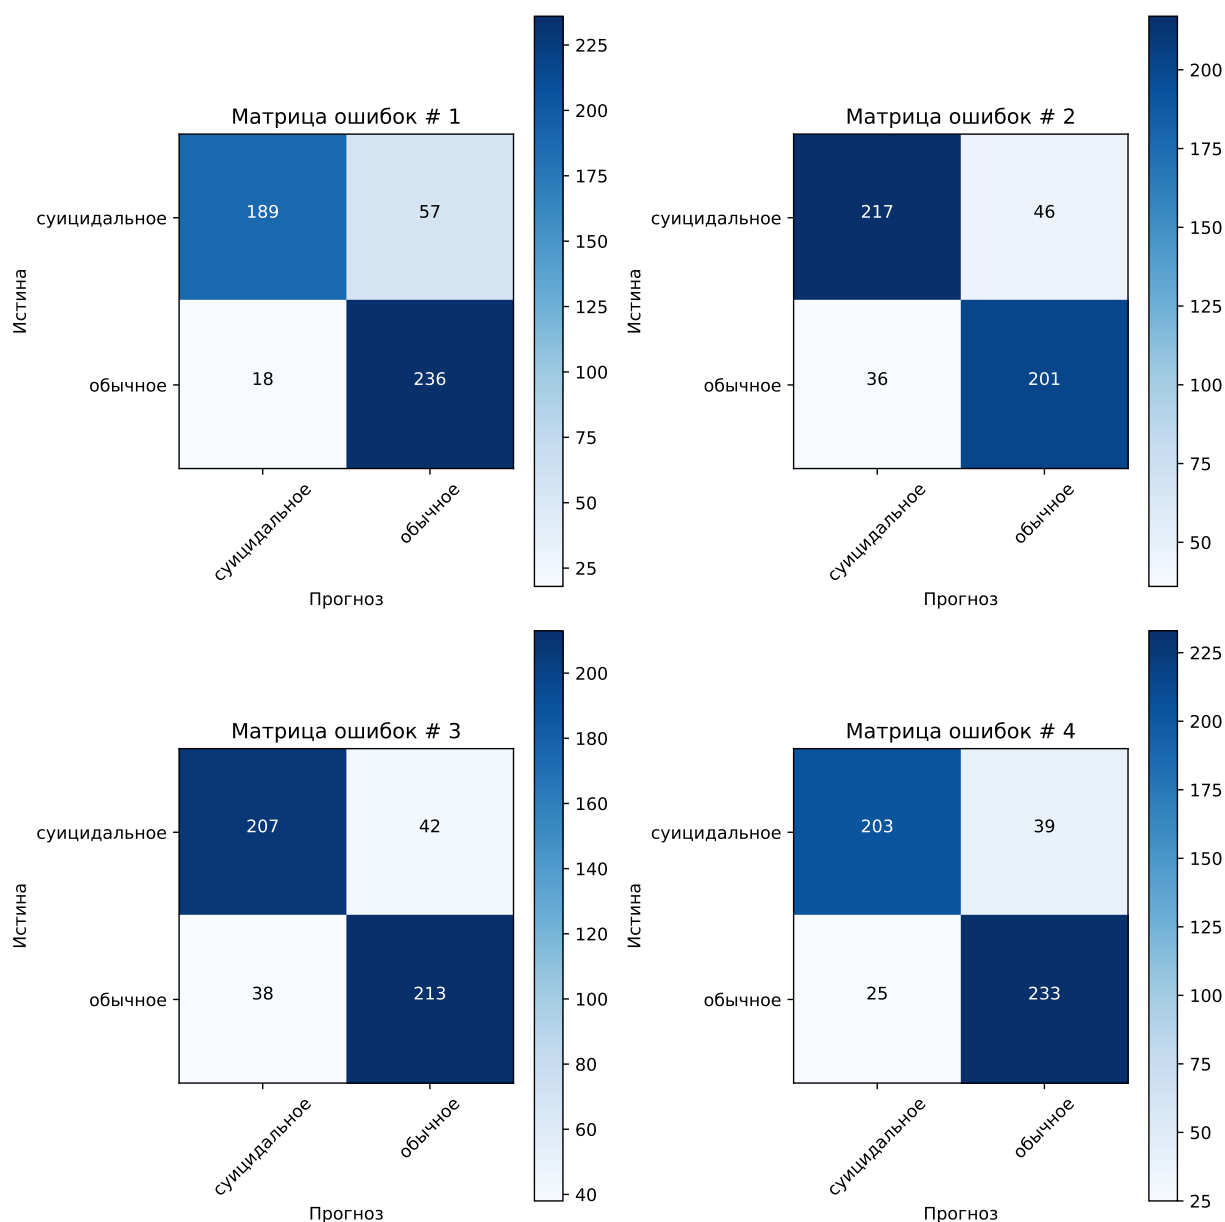 Матрица ошибок # 1
225
200
175
150
125
100
75
50
25
суицидальное
обычное
Истина
189
57
18
236
суицидальное
обычное
Прогноз
Матрица ошибок # 2
200
175
150
125
100
75
50
суицидальное
обычное
Истина
217
46
36
201
суицидальное
обычное
Прогноз
Матрица ошибок # 3
200
180
160
140
120
100
80
60
40
суицидальное
обычное
Истина
207
42
38
213
суицидальное
обычное
Прогноз
Матрица ошибок # 4
225
200
175
150
125
100
75
50
25
суицидальное
обычное
Истина
203
39
25
233
суицидальное
обычное
Прогноз